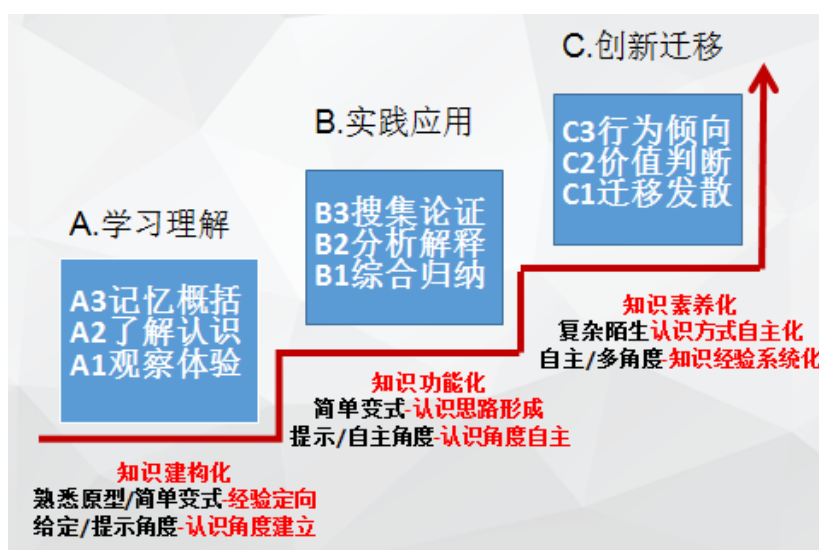 C.创新迁移
C3行为倾向
C2价值判断
C1迁移发散
B.实践应用
B3搜集论证
B2分析解释
B1综合归纳
A.学习理解
A3记忆概括
A2了解认识
A1观察体验
知识素养化
复杂陌生认识方式自主化
自主/多角度-知识经验系统化
知识功能化
简单变式-认识思路形成
提示/自主角度-认识角度自主
知识建构化
熟悉原型/简单变式-经验定向
给定/提示角度-认识角度建立